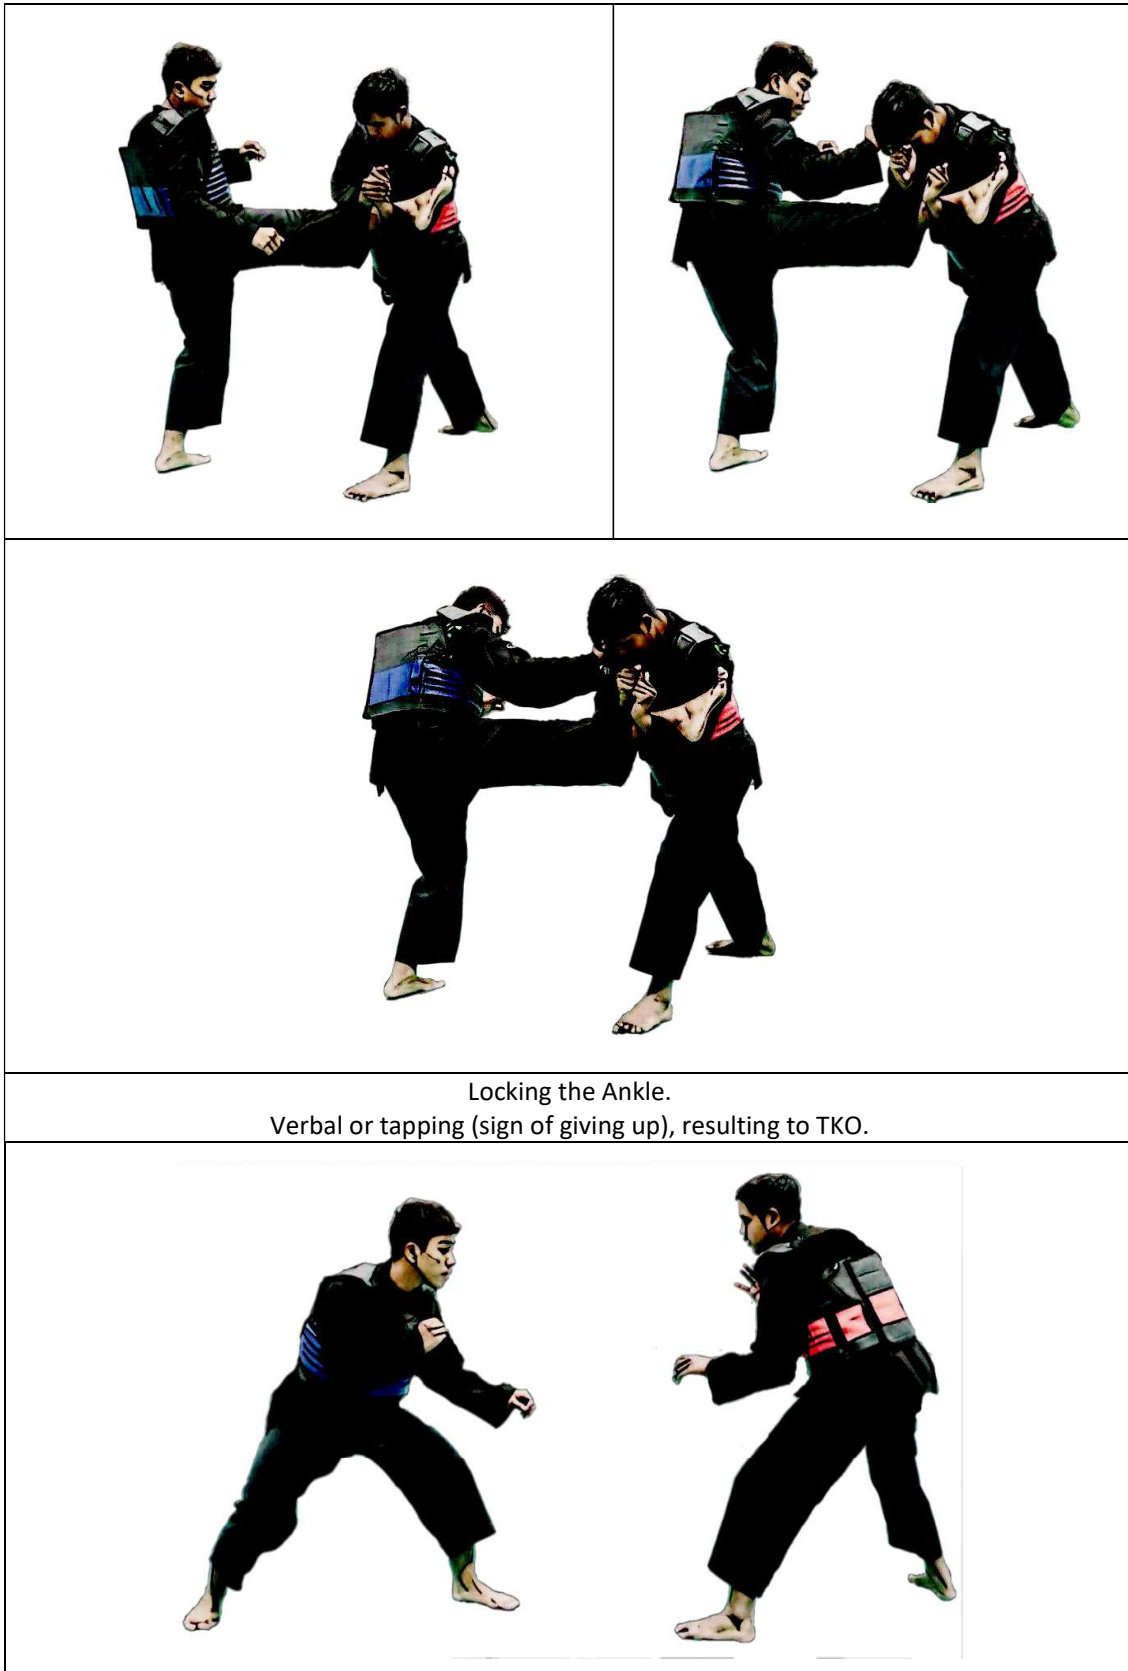 Locking the Ankle.
Verbal or tapping (sign of giving up), resulting to TKO.